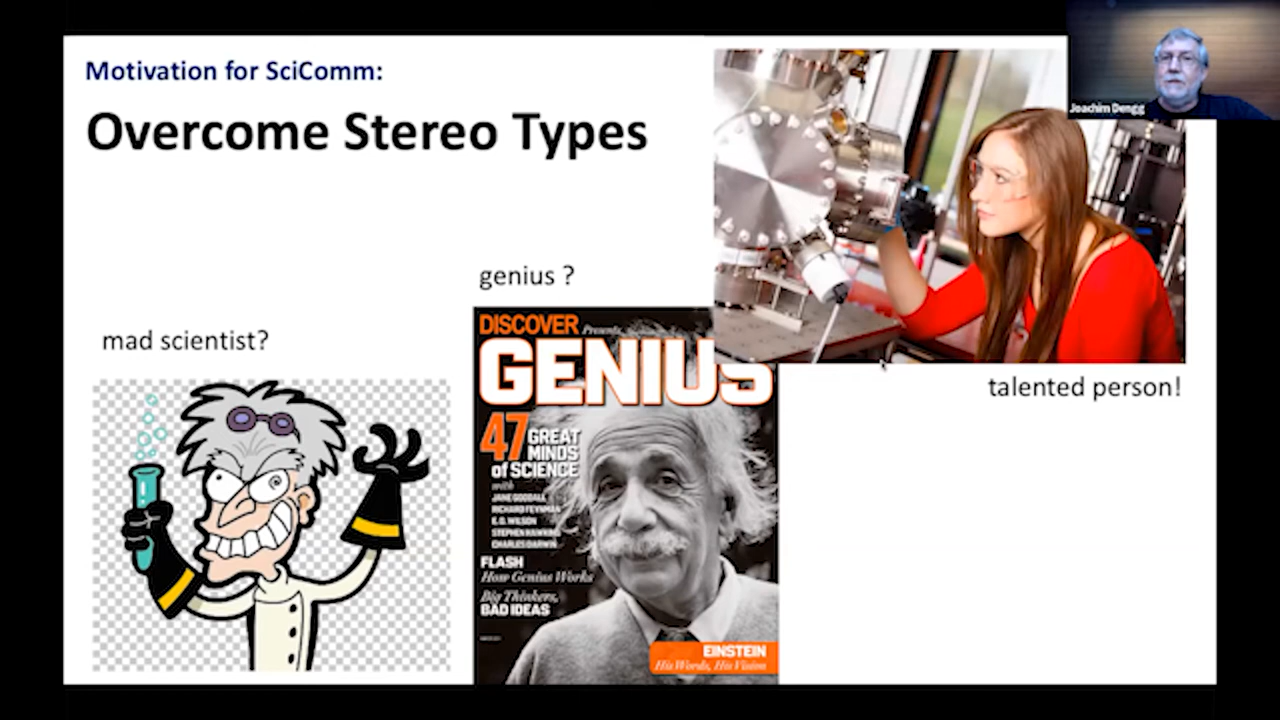 Motivation for SciComm:
Overcome Stereo Types
Joachim Dengg
genius ?
mad scientist?
talented person!
DISCOVER Presents
GENIUS
47 GREAT
MINDS
of SCIENCE
with
JANE GOODALL
RICHARD FEYNMAN
E.O. WILSON
STEPHEN HAWKING
CHARLES DARWIN
FLASH
How Genius Works
Big Thinkers,
BAD IDEAS
EINSTEIN
His Words, His Vision